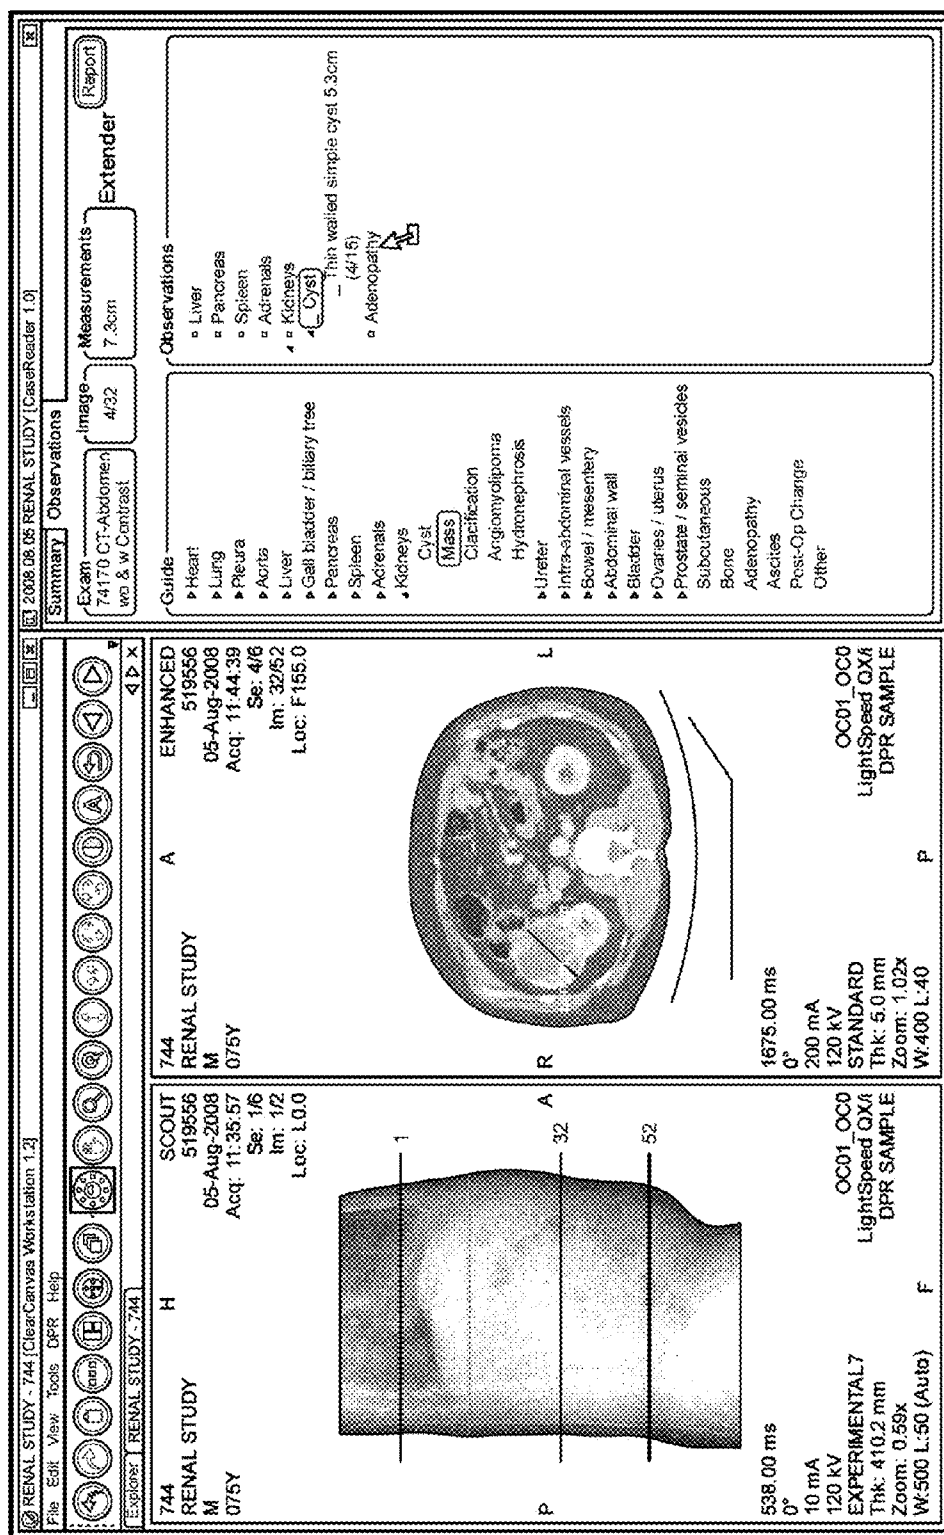 RENAL STUDY - 744 [ClearCanvas Workstation 1.2]
File Edit View Tools DPR Help
Explorer RENAL STUDY - 744
744
RENAL STUDY
M
075Y
H
SCOUT
519556
05-Aug-2008
Acq: 11:35:57
Se: 1/6
Im: 1/2
Loc: L0.0
P
A
1
32
52
538.00 ms
0°
10 mA
120 kV
EXPERIMENTAL7
Thk: 410.2 mm
Zoom: 0.59x
W:500 L:50 (Auto)
F
OC01_OC0
LightSpeed QX/i
DPR SAMPLE
744
RENAL STUDY
M
075Y
A
ENHANCED
519556
05-Aug-2008
Acq: 11:44:39
Se: 4/6
Im: 32/52
Loc: F155.0
R
L
1675.00 ms
0°
200 mA
120 kV
STANDARD
Thk: 5.0 mm
Zoom: 1.02x
W:400 L:40
P
OC01_OC0
LightSpeed QX/i
DPR SAMPLE
2008.08.05 RENAL STUDY [CaseReader 1.0]
Summary Observations
Exam
74170 CT-Abdomen
wo & w Contrast
Image
4/32
Measurements
7.3cm
Extender
Report
Guide
Heart
Lung
Pleura
Aorta
Liver
Gall bladder / biliary tree
Pancreas
Spleen
Adrenals
Kidneys
Cyst
Mass
Clacification
Angiomyolipoma
Hydronephrosis
Ureter
Intra-abdominal vessels
Bowel / mesentery
Abdominal wall
Bladder
Ovaries / uterus
Prostate / seminal vesicles
Subcutaneous
Bone
Adenopathy
Ascites
Post-Op Change
Other
Observations
Liver
Pancreas
Spleen
Adrenals
Kidneys
Cyst
Thin walled simple cyst 5.3cm
(4/15)
Adenopathy